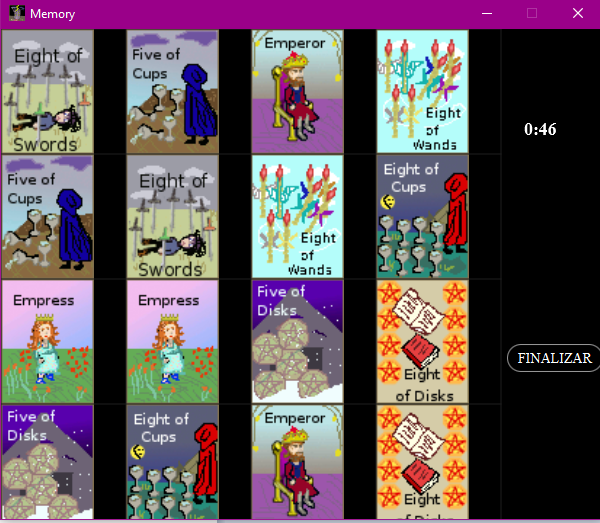 Memory
Eight of
Swords
Five of
Cups
Emperor
Eight
of
Wands
0:46
Five of
Cups
Eight of
Swords
Eight
of
Wands
Eight of
Cups
Empress
Empress
Five of
Disks
Eight
of Disks
FINALIZAR
Five of
Disks
Eight of
Cups
Emperor
Eight
of Disks